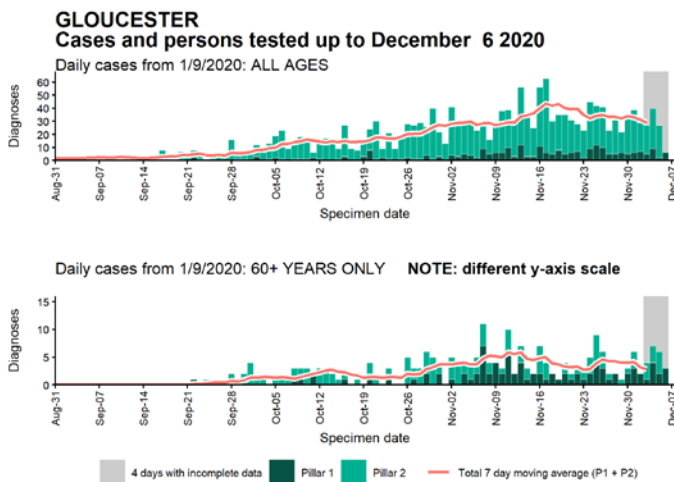 GLOUCESTER
Cases and persons tested up to December 6 2020
Daily cases from 1/9/2020: ALL AGES
Diagnoses
60
50
40
30
20
10
0
Aug-31
Sep-07
Sep-14
Sep-21
Sep-28
Oct-05
Oct-12
Oct-19
Oct-26
Nov-02
Nov-09
Nov-16
Nov-23
Nov-30
Dec-07
Specimen date
Daily cases from 1/9/2020: 60+ YEARS ONLY NOTE: different y-axis scale
Diagnoses
15
10
5
0
Aug-31
Sep-07
Sep-14
Sep-21
Sep-28
Oct-05
Oct-12
Oct-19
Oct-26
Nov-02
Nov-09
Nov-16
Nov-23
Nov-30
Dec-07
Specimen date
4 days with incomplete data Pillar 1 Pillar 2 Total 7 day moving average (P1 + P2)